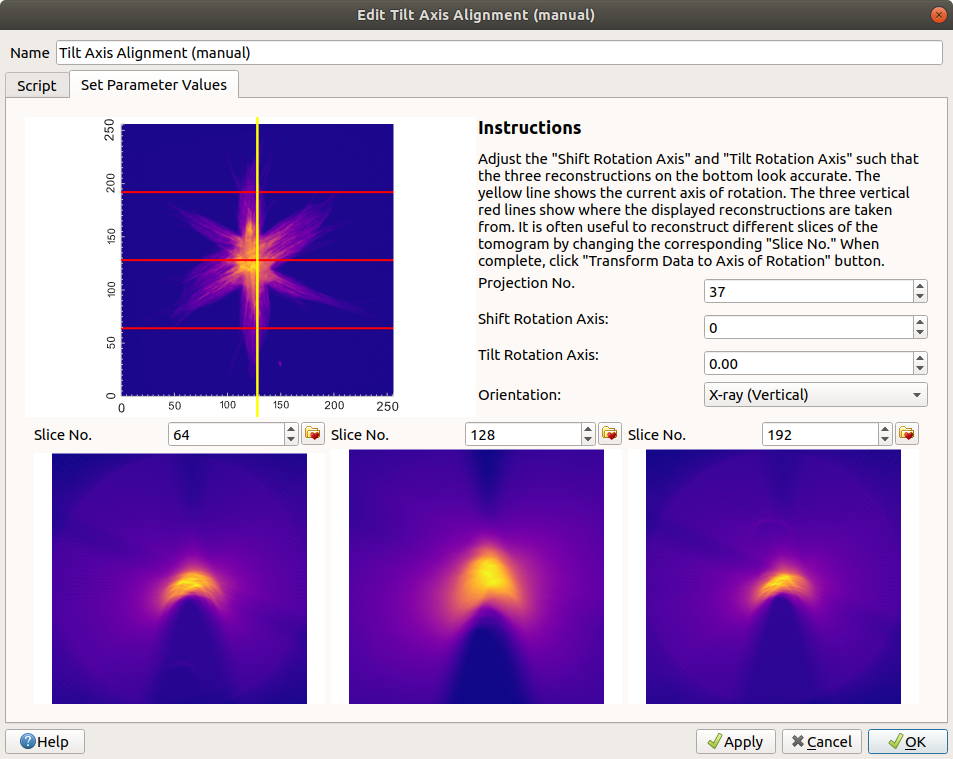 Edit Tilt Axis Alignment (manual)
Name Tilt Axis Alignment (manual)
Script Set Parameter Values
250
200
150
100
50
0
0 50 100 150 200 250
Instructions
Adjust the "Shift Rotation Axis" and "Tilt Rotation Axis" such that
the three reconstructions on the bottom look accurate. The
yellow line shows the current axis of rotation. The three vertical
red lines show where the displayed reconstructions are taken
from. It is often useful to reconstruct different slices of the
tomogram by changing the corresponding "Slice No." When
complete, click "Transform Data to Axis of Rotation" button.
Projection No. 37
Shift Rotation Axis: 0
Tilt Rotation Axis: 0.00
Orientation: X-ray (Vertical)
Slice No. 64 Slice No. 128 Slice No. 192
Help Apply Cancel OK